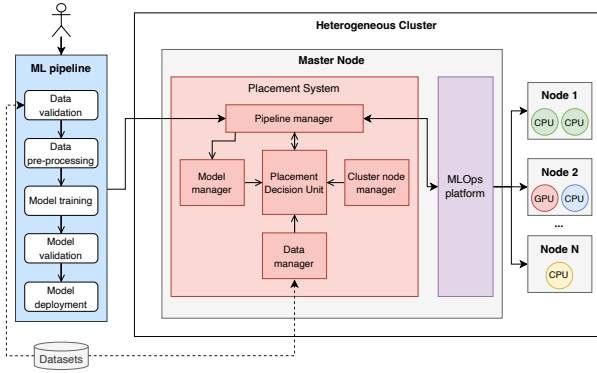 Heterogeneous Cluster
ML pipeline
Data
validation
Data
pre-processing
Model training
Model
validation
Model
deployment
Datasets
Master Node
Placement System
Pipeline manager
Model
manager
Placement
Decision Unit
Cluster node
manager
Data
manager
MLOps
platform
Node 1
CPU CPU
Node 2
GPU CPU
...
Node N
CPU